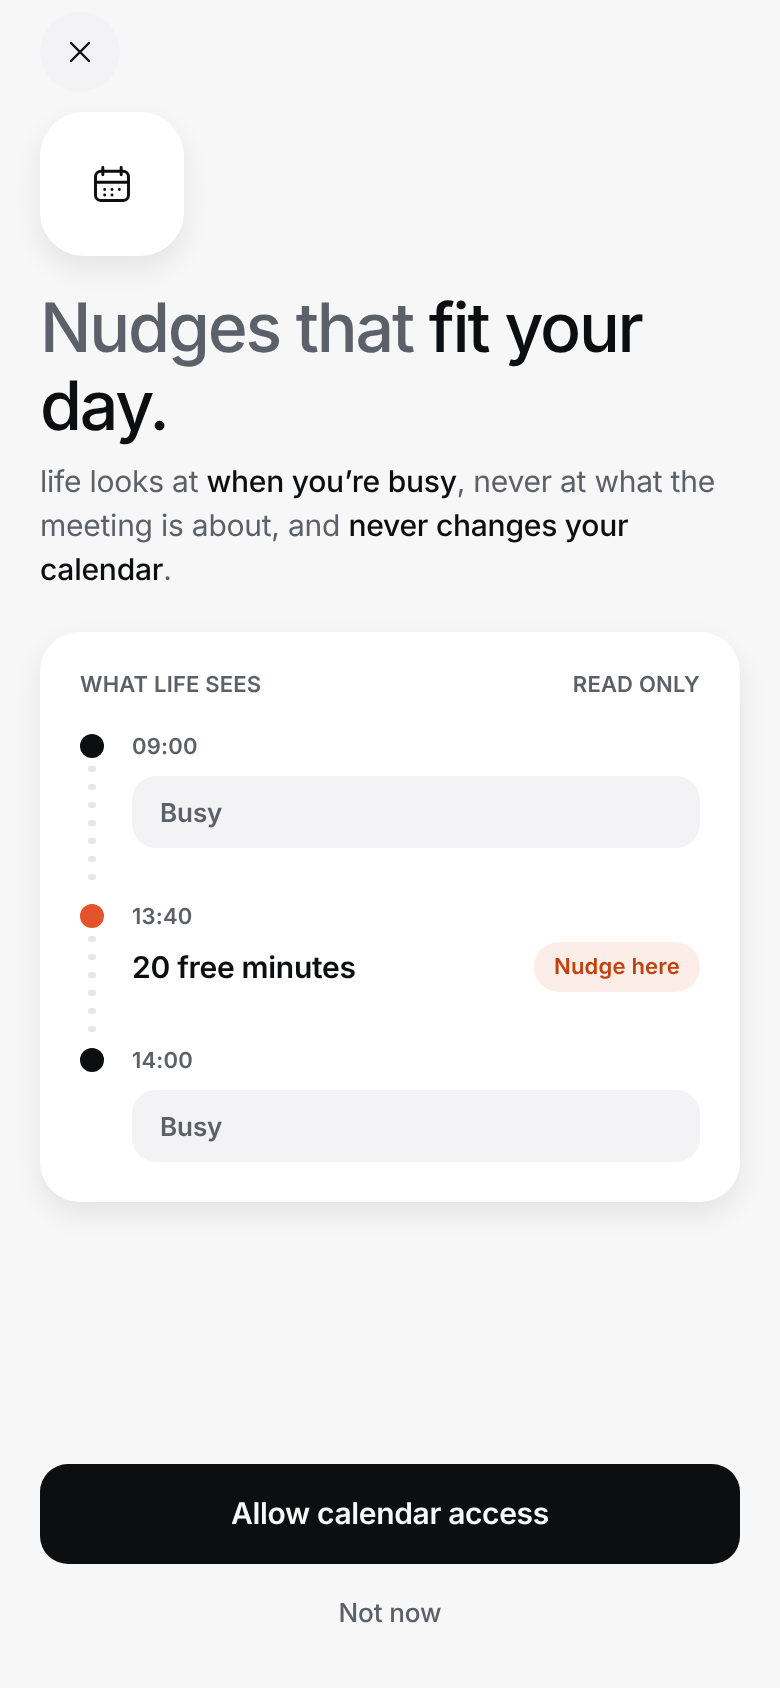 Nudges that fit your
day.
life looks at when you’re busy, never at what the
meeting is about, and never changes your
calendar.
WHAT LIFE SEES READ ONLY
09:00
Busy
13:40
20 free minutes Nudge here
14:00
Busy
Allow calendar access
Not now